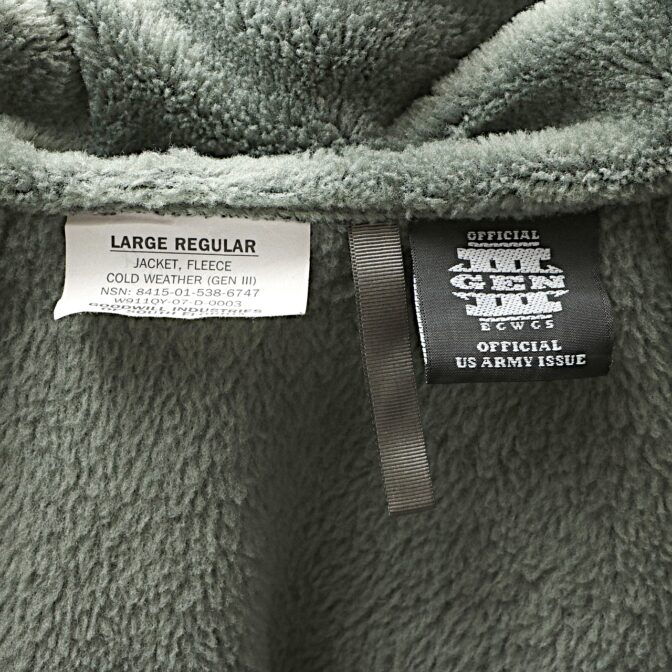 LARGE REGULAR
JACKET, FLEECE
COLD WEATHER (GEN III)
NSN: 8415-01-538-6747
W911QY-07-D-0003
GOODWILL INDUSTRIES
OFFICIAL
III
GEN
III
ECWCS
OFFICIAL
US ARMY ISSUE